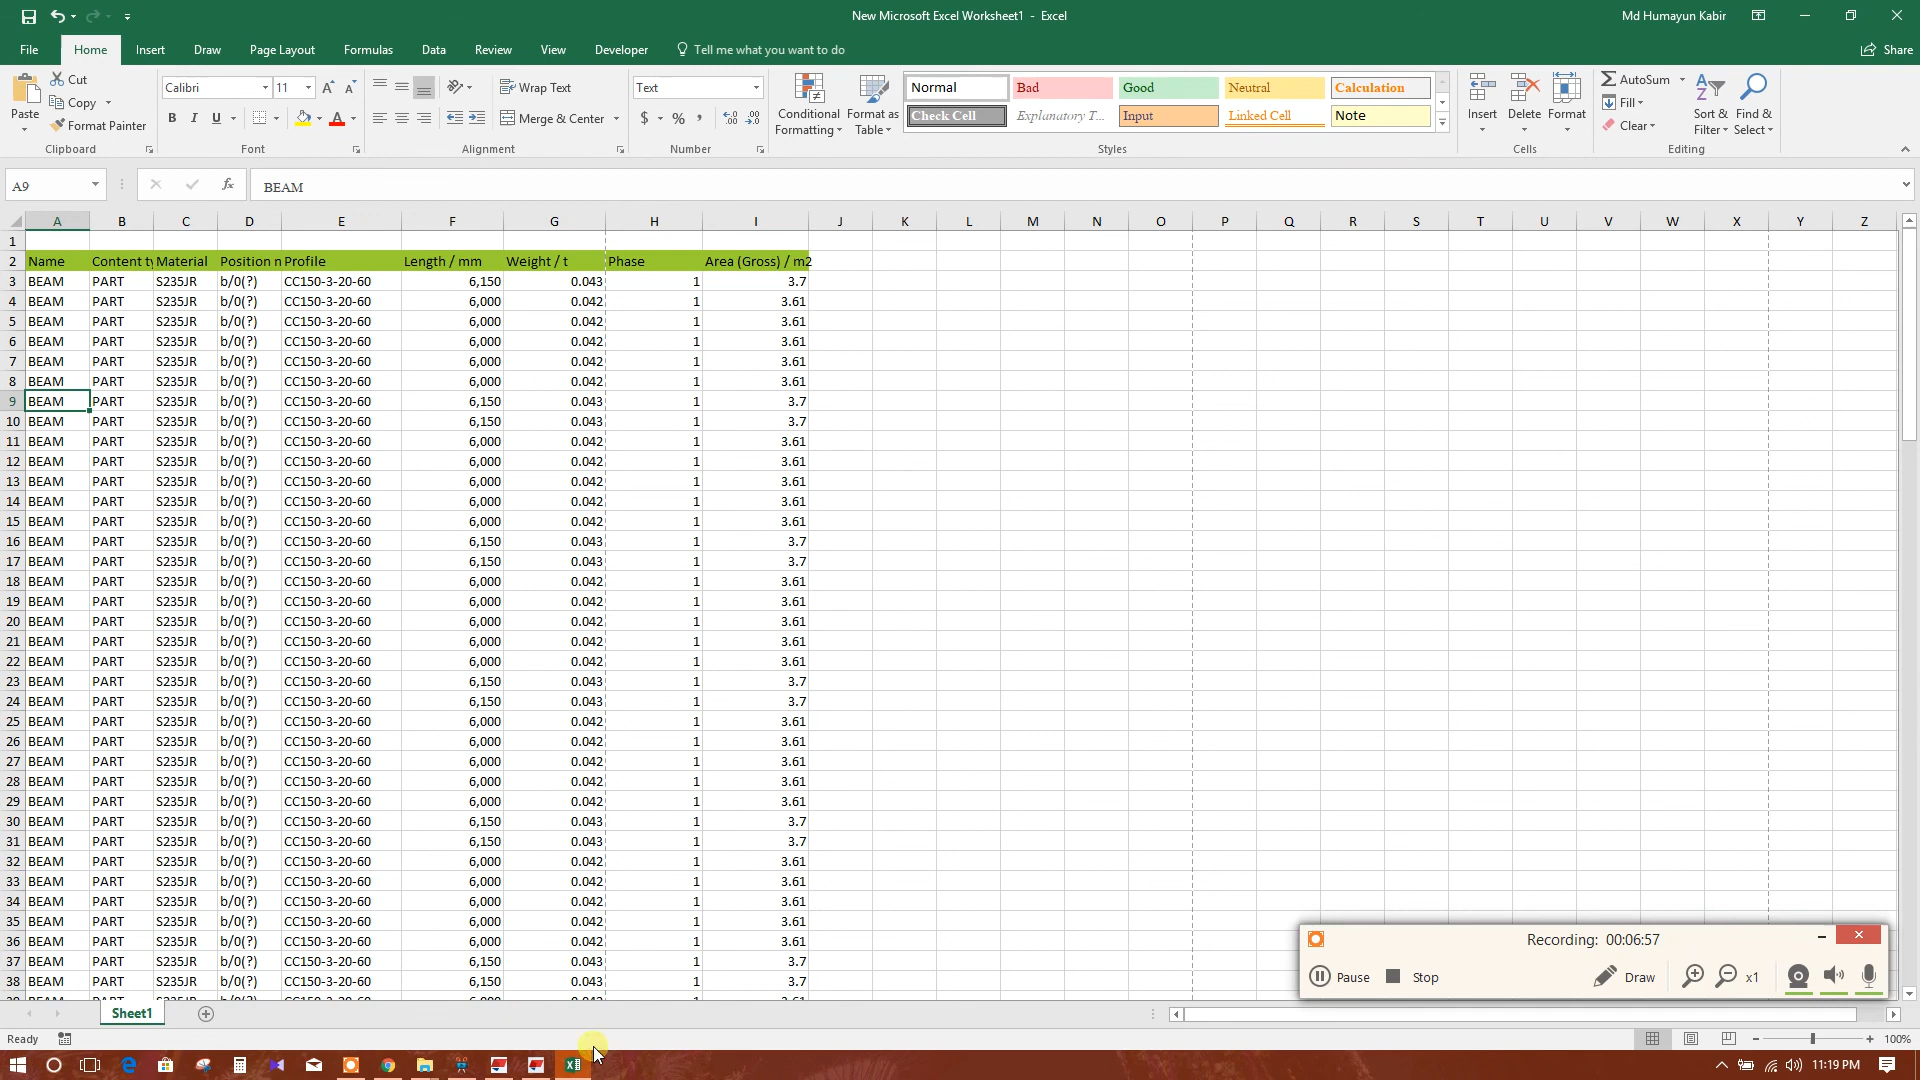 New Microsoft Excel Worksheet1 - Excel
Md Humayun Kabir
File Home Insert Draw Page Layout Formulas Data Review View Developer Tell me what you want to do Share
Paste Cut Copy Format Painter Clipboard
Calibri 11 A A B I U A Font
Wrap Text Merge & Center Alignment
Text $ % , Number
Conditional Formatting Format as Table
Normal Bad Good Neutral Calculation
Check Cell Explanatory T... Input Linked Cell Note
Styles
Insert Delete Format Cells
AutoSum Fill Clear Sort & Filter Find & Select Editing
A9 fx BEAM
A B C D E F G H I J K L M N O P Q R S T U V W X Y Z
1
2 Name Content ty Material Position n Profile Length / mm Weight / t Phase Area (Gross) / m2
3 BEAM PART S235JR b/0(?) CC150-3-20-60 6,150 0.043 1 3.7
4 BEAM PART S235JR b/0(?) CC150-3-20-60 6,000 0.042 1 3.61
5 BEAM PART S235JR b/0(?) CC150-3-20-60 6,000 0.042 1 3.61
6 BEAM PART S235JR b/0(?) CC150-3-20-60 6,000 0.042 1 3.61
7 BEAM PART S235JR b/0(?) CC150-3-20-60 6,000 0.042 1 3.61
8 BEAM PART S235JR b/0(?) CC150-3-20-60 6,000 0.042 1 3.61
9 BEAM PART S235JR b/0(?) CC150-3-20-60 6,150 0.043 1 3.7
10 BEAM PART S235JR b/0(?) CC150-3-20-60 6,150 0.043 1 3.7
11 BEAM PART S235JR b/0(?) CC150-3-20-60 6,000 0.042 1 3.61
12 BEAM PART S235JR b/0(?) CC150-3-20-60 6,000 0.042 1 3.61
13 BEAM PART S235JR b/0(?) CC150-3-20-60 6,000 0.042 1 3.61
14 BEAM PART S235JR b/0(?) CC150-3-20-60 6,000 0.042 1 3.61
15 BEAM PART S235JR b/0(?) CC150-3-20-60 6,000 0.042 1 3.61
16 BEAM PART S235JR b/0(?) CC150-3-20-60 6,150 0.043 1 3.7
17 BEAM PART S235JR b/0(?) CC150-3-20-60 6,150 0.043 1 3.7
18 BEAM PART S235JR b/0(?) CC150-3-20-60 6,000 0.042 1 3.61
19 BEAM PART S235JR b/0(?) CC150-3-20-60 6,000 0.042 1 3.61
20 BEAM PART S235JR b/0(?) CC150-3-20-60 6,000 0.042 1 3.61
21 BEAM PART S235JR b/0(?) CC150-3-20-60 6,000 0.042 1 3.61
22 BEAM PART S235JR b/0(?) CC150-3-20-60 6,000 0.042 1 3.61
23 BEAM PART S235JR b/0(?) CC150-3-20-60 6,150 0.043 1 3.7
24 BEAM PART S235JR b/0(?) CC150-3-20-60 6,150 0.043 1 3.7
25 BEAM PART S235JR b/0(?) CC150-3-20-60 6,000 0.042 1 3.61
26 BEAM PART S235JR b/0(?) CC150-3-20-60 6,000 0.042 1 3.61
27 BEAM PART S235JR b/0(?) CC150-3-20-60 6,000 0.042 1 3.61
28 BEAM PART S235JR b/0(?) CC150-3-20-60 6,000 0.042 1 3.61
29 BEAM PART S235JR b/0(?) CC150-3-20-60 6,000 0.042 1 3.61
30 BEAM PART S235JR b/0(?) CC150-3-20-60 6,150 0.043 1 3.7
31 BEAM PART S235JR b/0(?) CC150-3-20-60 6,150 0.043 1 3.7
32 BEAM PART S235JR b/0(?) CC150-3-20-60 6,000 0.042 1 3.61
33 BEAM PART S235JR b/0(?) CC150-3-20-60 6,000 0.042 1 3.61
34 BEAM PART S235JR b/0(?) CC150-3-20-60 6,000 0.042 1 3.61
35 BEAM PART S235JR b/0(?) CC150-3-20-60 6,000 0.042 1 3.61
36 BEAM PART S235JR b/0(?) CC150-3-20-60 6,000 0.042 1 3.61
37 BEAM PART S235JR b/0(?) CC150-3-20-60 6,150 0.043 1 3.7
38 BEAM PART S235JR b/0(?) CC150-3-20-60 6,150 0.043 1 3.7
Recording: 00:06:57
Pause Stop Draw x1
Sheet1
Ready 100%
11:19 PM